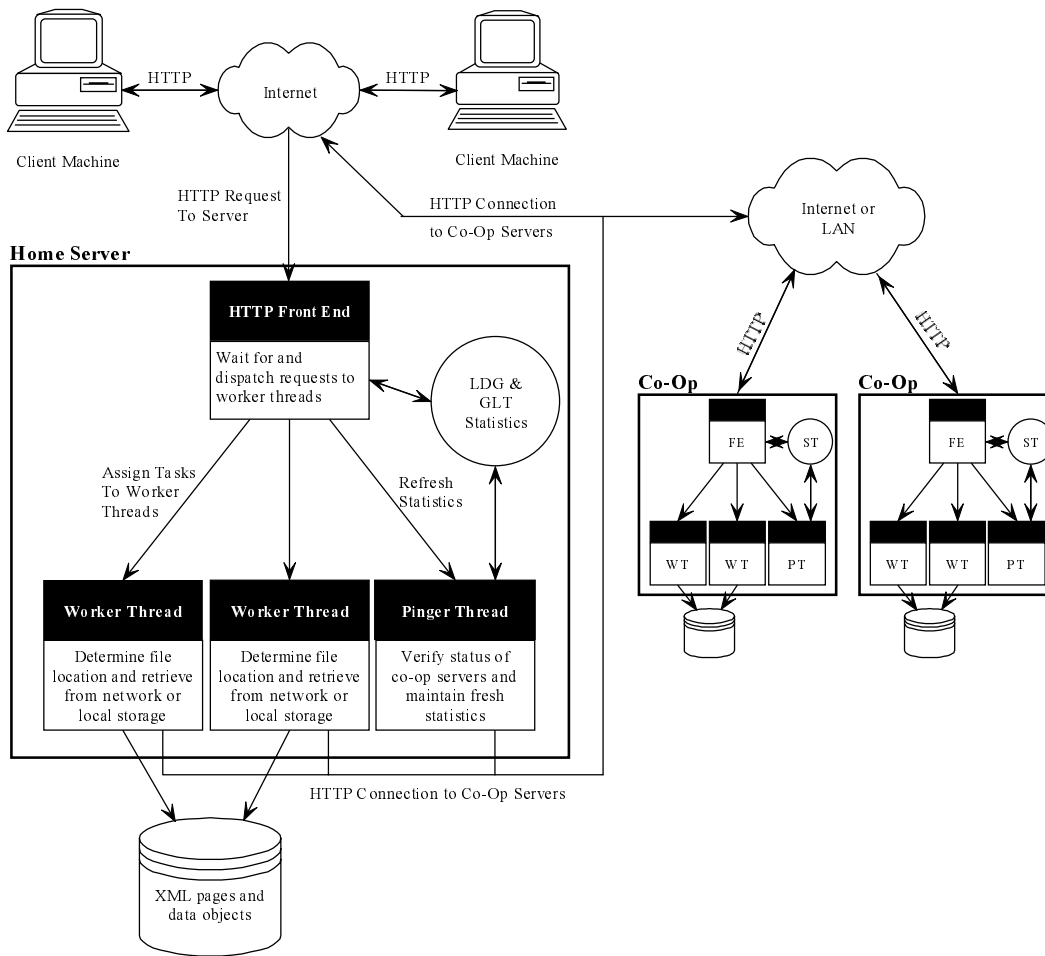 HTTP
HTTP
Internet
Client Machine
Client Machine
HTTP Request
To Server
HTTP Connection
to Co-Op Servers
Internet or
LAN
Home Server
HTTP Front End
Wait for and
dispatch requests to
worker threads
LDG &
GLT
Statistics
Assign Tasks
To Worker
Threads
Refresh
Statistics
Worker Thread
Determine file
location and retrieve
from network or
local storage
Worker Thread
Determine file
location and retrieve
from network or
local storage
Pinger Thread
Verify status of
co-op servers and
maintain fresh
statistics
HTTP Connection to Co-Op Servers
XML pages and
data objects
HTTP
HTTP
Co-Op
FE
ST
WT
WT
PT
Co-Op
FE
ST
WT
WT
PT